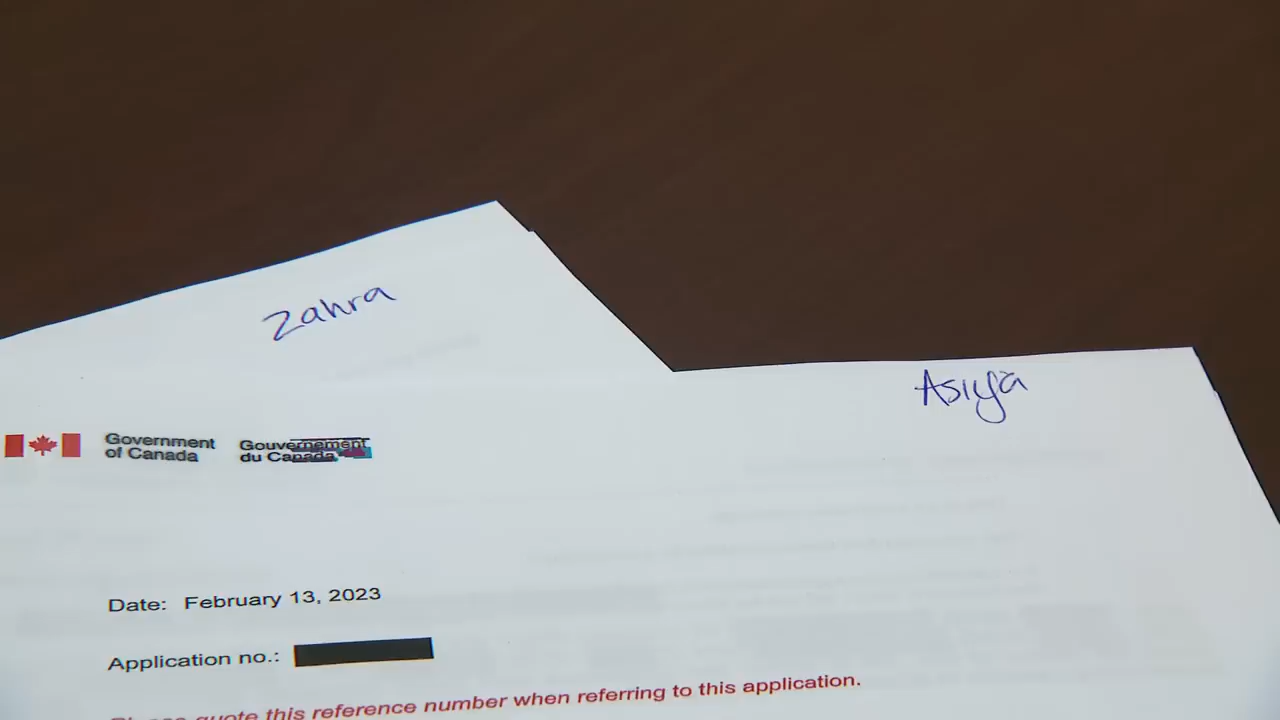 Zahra
Asiya
Government
of Canada
Gouvernement
du Canada
Date: February 13, 2023
Application no.:
Please quote this reference number when referring to this application.